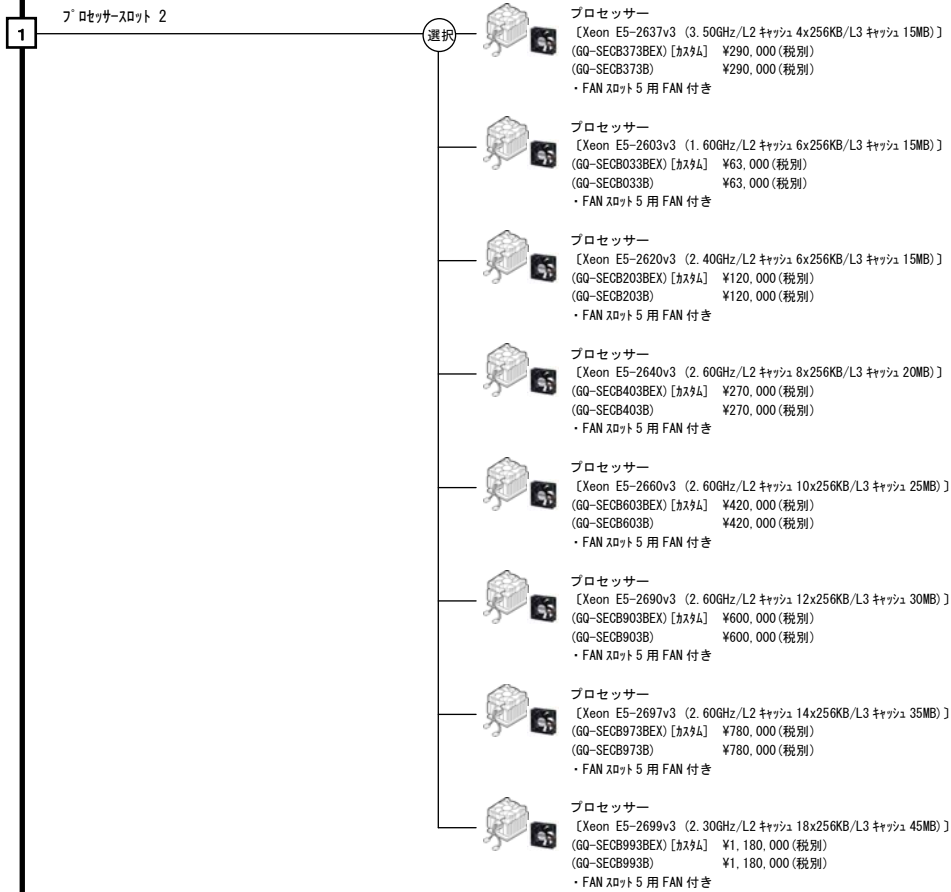 1
ﾌﾟﾛｾｯｻｰｽﾛｯﾄ 2
選択
プロセッサー
〔Xeon E5-2637v3 (3.50GHz/L2 ｷｬｯｼｭ 4x256KB/L3 ｷｬｯｼｭ 15MB)〕
(GQ-SECB373BEX)[ｶｽﾀﾑ] ¥290,000(税別)
(GQ-SECB373B) ¥290,000(税別)
・FAN ｽﾛｯﾄ 5 用 FAN 付き
プロセッサー
〔Xeon E5-2603v3 (1.60GHz/L2 ｷｬｯｼｭ 6x256KB/L3 ｷｬｯｼｭ 15MB)〕
(GQ-SECB033BEX)[ｶｽﾀﾑ] ¥63,000(税別)
(GQ-SECB033B) ¥63,000(税別)
・FAN ｽﾛｯﾄ 5 用 FAN 付き
プロセッサー
〔Xeon E5-2620v3 (2.40GHz/L2 ｷｬｯｼｭ 6x256KB/L3 ｷｬｯｼｭ 15MB)〕
(GQ-SECB203BEX)[ｶｽﾀﾑ] ¥120,000(税別)
(GQ-SECB203B) ¥120,000(税別)
・FAN ｽﾛｯﾄ 5 用 FAN 付き
プロセッサー
〔Xeon E5-2640v3 (2.60GHz/L2 ｷｬｯｼｭ 8x256KB/L3 ｷｬｯｼｭ 20MB)〕
(GQ-SECB403BEX)[ｶｽﾀﾑ] ¥270,000(税別)
(GQ-SECB403B) ¥270,000(税別)
・FAN ｽﾛｯﾄ 5 用 FAN 付き
プロセッサー
〔Xeon E5-2660v3 (2.60GHz/L2 ｷｬｯｼｭ 10x256KB/L3 ｷｬｯｼｭ 25MB)〕
(GQ-SECB603BEX)[ｶｽﾀﾑ] ¥420,000(税別)
(GQ-SECB603B) ¥420,000(税別)
・FAN ｽﾛｯﾄ 5 用 FAN 付き
プロセッサー
〔Xeon E5-2690v3 (2.60GHz/L2 ｷｬｯｼｭ 12x256KB/L3 ｷｬｯｼｭ 30MB)〕
(GQ-SECB903BEX)[ｶｽﾀﾑ] ¥600,000(税別)
(GQ-SECB903B) ¥600,000(税別)
・FAN ｽﾛｯﾄ 5 用 FAN 付き
プロセッサー
〔Xeon E5-2697v3 (2.60GHz/L2 ｷｬｯｼｭ 14x256KB/L3 ｷｬｯｼｭ 35MB)〕
(GQ-SECB973BEX)[ｶｽﾀﾑ] ¥780,000(税別)
(GQ-SECB973B) ¥780,000(税別)
・FAN ｽﾛｯﾄ 5 用 FAN 付き
プロセッサー
〔Xeon E5-2699v3 (2.30GHz/L2 ｷｬｯｼｭ 18x256KB/L3 ｷｬｯｼｭ 45MB)〕
(GQ-SECB993BEX)[ｶｽﾀﾑ] ¥1,180,000(税別)
(GQ-SECB993B) ¥1,180,000(税別)
・FAN ｽﾛｯﾄ 5 用 FAN 付き